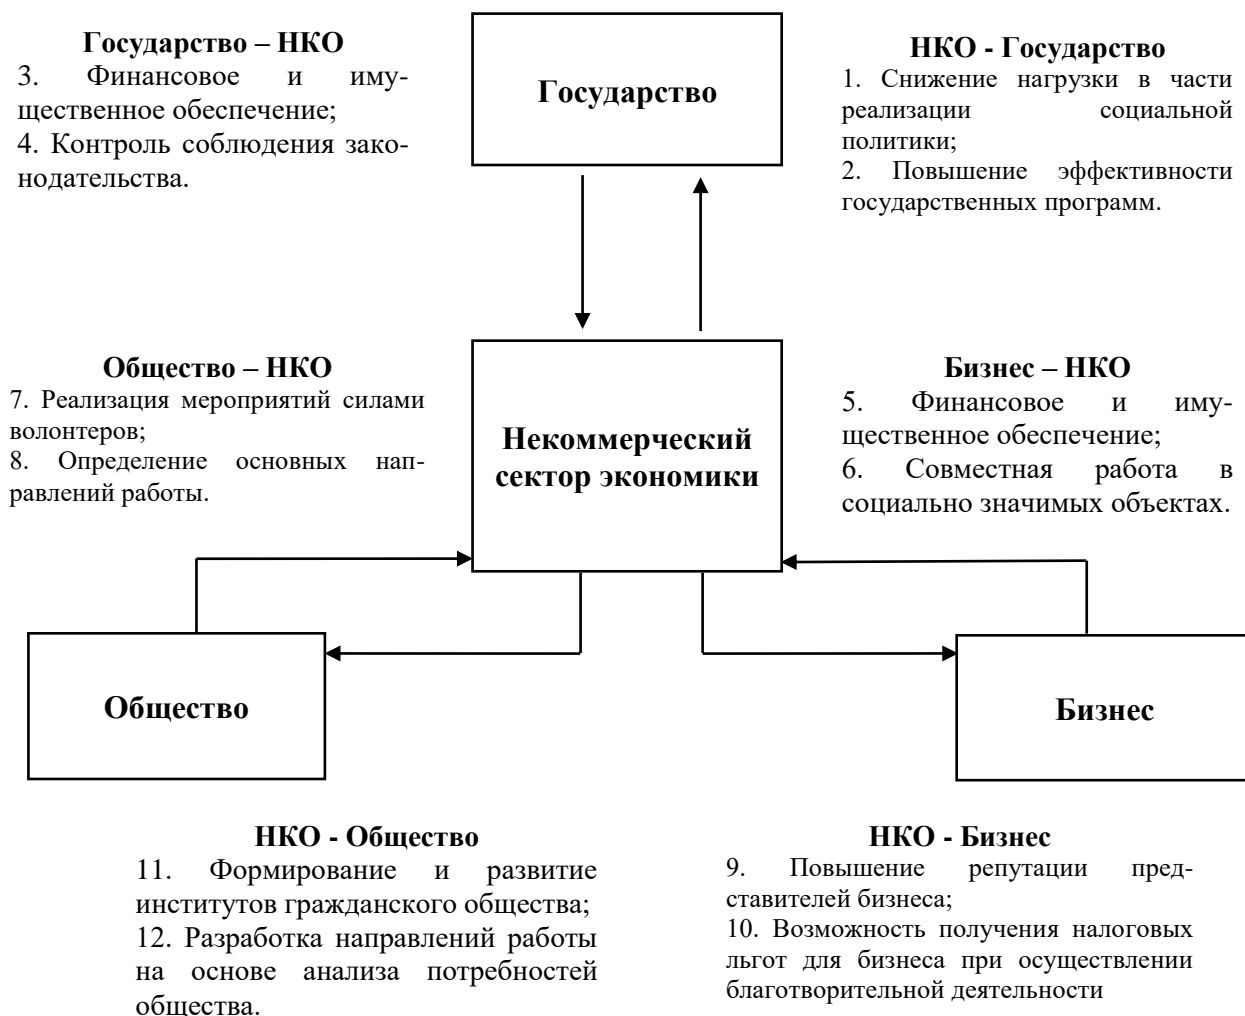 Государство – НКО
3. Финансовое и иму-
щественное обеспечение;
4. Контроль соблюдения зако-
нодательства.
Государство
НКО - Государство
1. Снижение нагрузки в части
реализации социальной
политики;
2. Повышение эффективности
государственных программ.
Общество – НКО
7. Реализация мероприятий силами
волонтеров;
8. Определение основных нап-
равлений работы.
Некоммерческий
сектор экономики
Бизнес – НКО
5. Финансовое и иму-
щественное обеспечение;
6. Совместная работа в
социально значимых объектах.
Общество
Бизнес
НКО - Общество
11. Формирование и развитие
институтов гражданского общества;
12. Разработка направлений работы
на основе анализа потребностей
общества.
НКО - Бизнес
9. Повышение репутации пред-
ставителей бизнеса;
10. Возможность получения налоговых
льгот для бизнеса при осуществлении
благотворительной деятельности